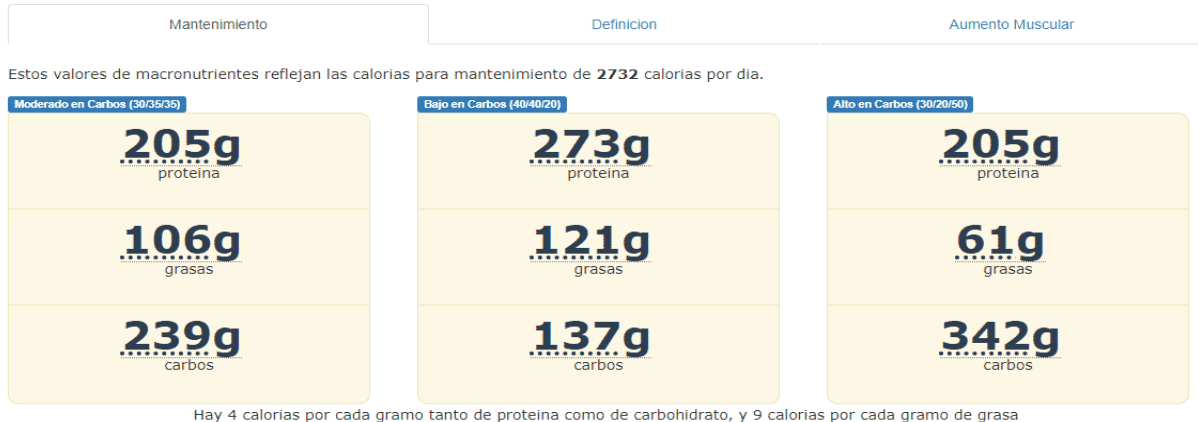 Mantenimiento
Definicion
Aumento Muscular
Estos valores de macronutrientes reflejan las calorias para mantenimiento de 2732 calorias por dia.
Moderado en Carbos (30/35/35)
205g
proteina
106g
grasas
239g
carbos
Bajo en Carbos (40/40/20)
273g
proteina
121g
grasas
137g
carbos
Alto en Carbos (30/20/50)
205g
proteina
61g
grasas
342g
carbos
Hay 4 calorias por cada gramo tanto de proteina como de carbohidrato, y 9 calorias por cada gramo de grasa